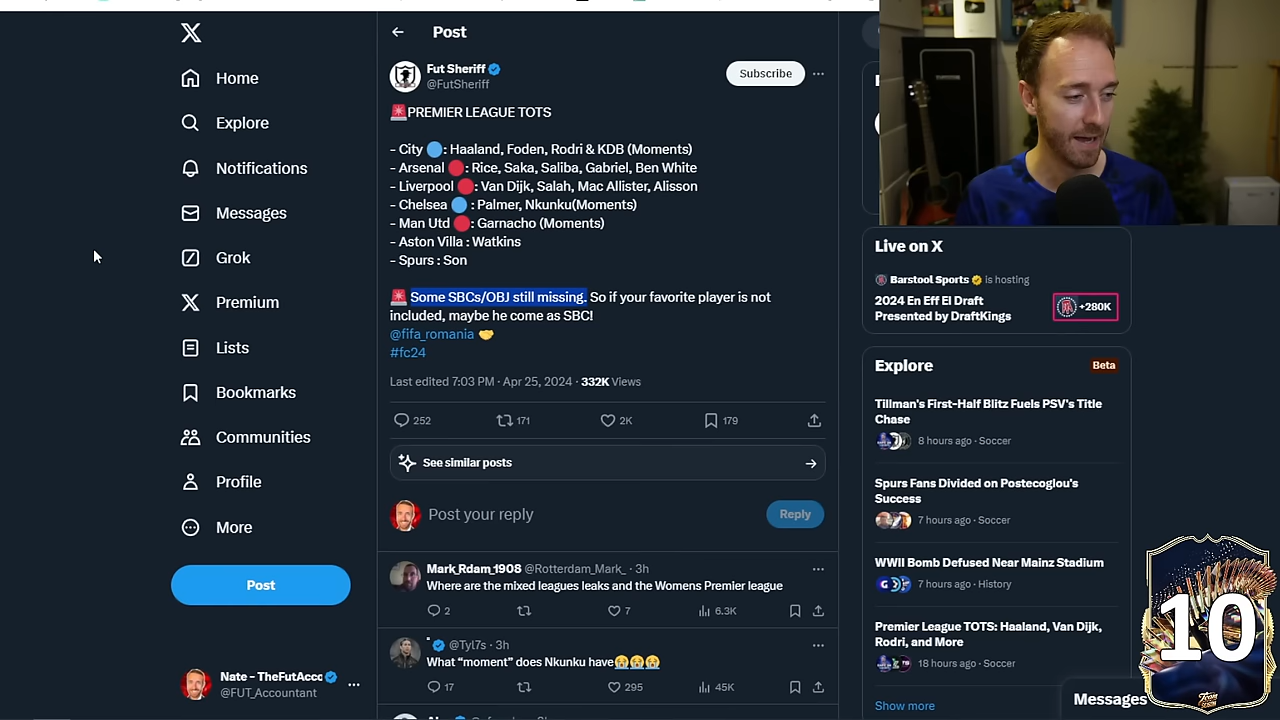 Home
Explore
Notifications
Messages
Grok
Premium
Lists
Bookmarks
Communities
Profile
More
Post
Nate - TheFutAcc
@FUT_Accountant
Post
Fut Sheriff
@FutSheriff
Subscribe
🚨PREMIER LEAGUE TOTS
- City 🔵: Haaland, Foden, Rodri & KDB (Moments)
- Arsenal 🔴: Rice, Saka, Saliba, Gabriel, Ben White
- Liverpool 🔴: Van Dijk, Salah, Mac Allister, Alisson
- Chelsea 🔵 : Palmer, Nkunku(Moments)
- Man Utd 🔴: Garnacho (Moments)
- Aston Villa : Watkins
- Spurs : Son
🚨 Some SBCs/OBJ still missing. So if your favorite player is not
included, maybe he come as SBC!
@fifa_romania 🤝
#fc24
Last edited 7:03 PM · Apr 25, 2024 · 332K Views
252 171 2K 179
See similar posts
Post your reply
Reply
Mark_Rdam_1908 @Rotterdam_Mark_ · 3h
Where are the mixed leagues leaks and the Womens Premier league
2 7 6.3K
@Tyl7s · 3h
What “moment” does Nkunku have😭😭😭
17 295 45K
Live on X
Barstool Sports is hosting
2024 En Eff El Draft
Presented by DraftKings
+280K
Explore
Beta
Tillman's First-Half Blitz Fuels PSV's Title
Chase
8 hours ago · Soccer
Spurs Fans Divided on Postecoglou's
Success
7 hours ago · Soccer
WWII Bomb Defused Near Mainz Stadium
7 hours ago · History
Premier League TOTS: Haaland, Van Dijk,
Rodri, and More
18 hours ago · Soccer
Show more
Messages
10